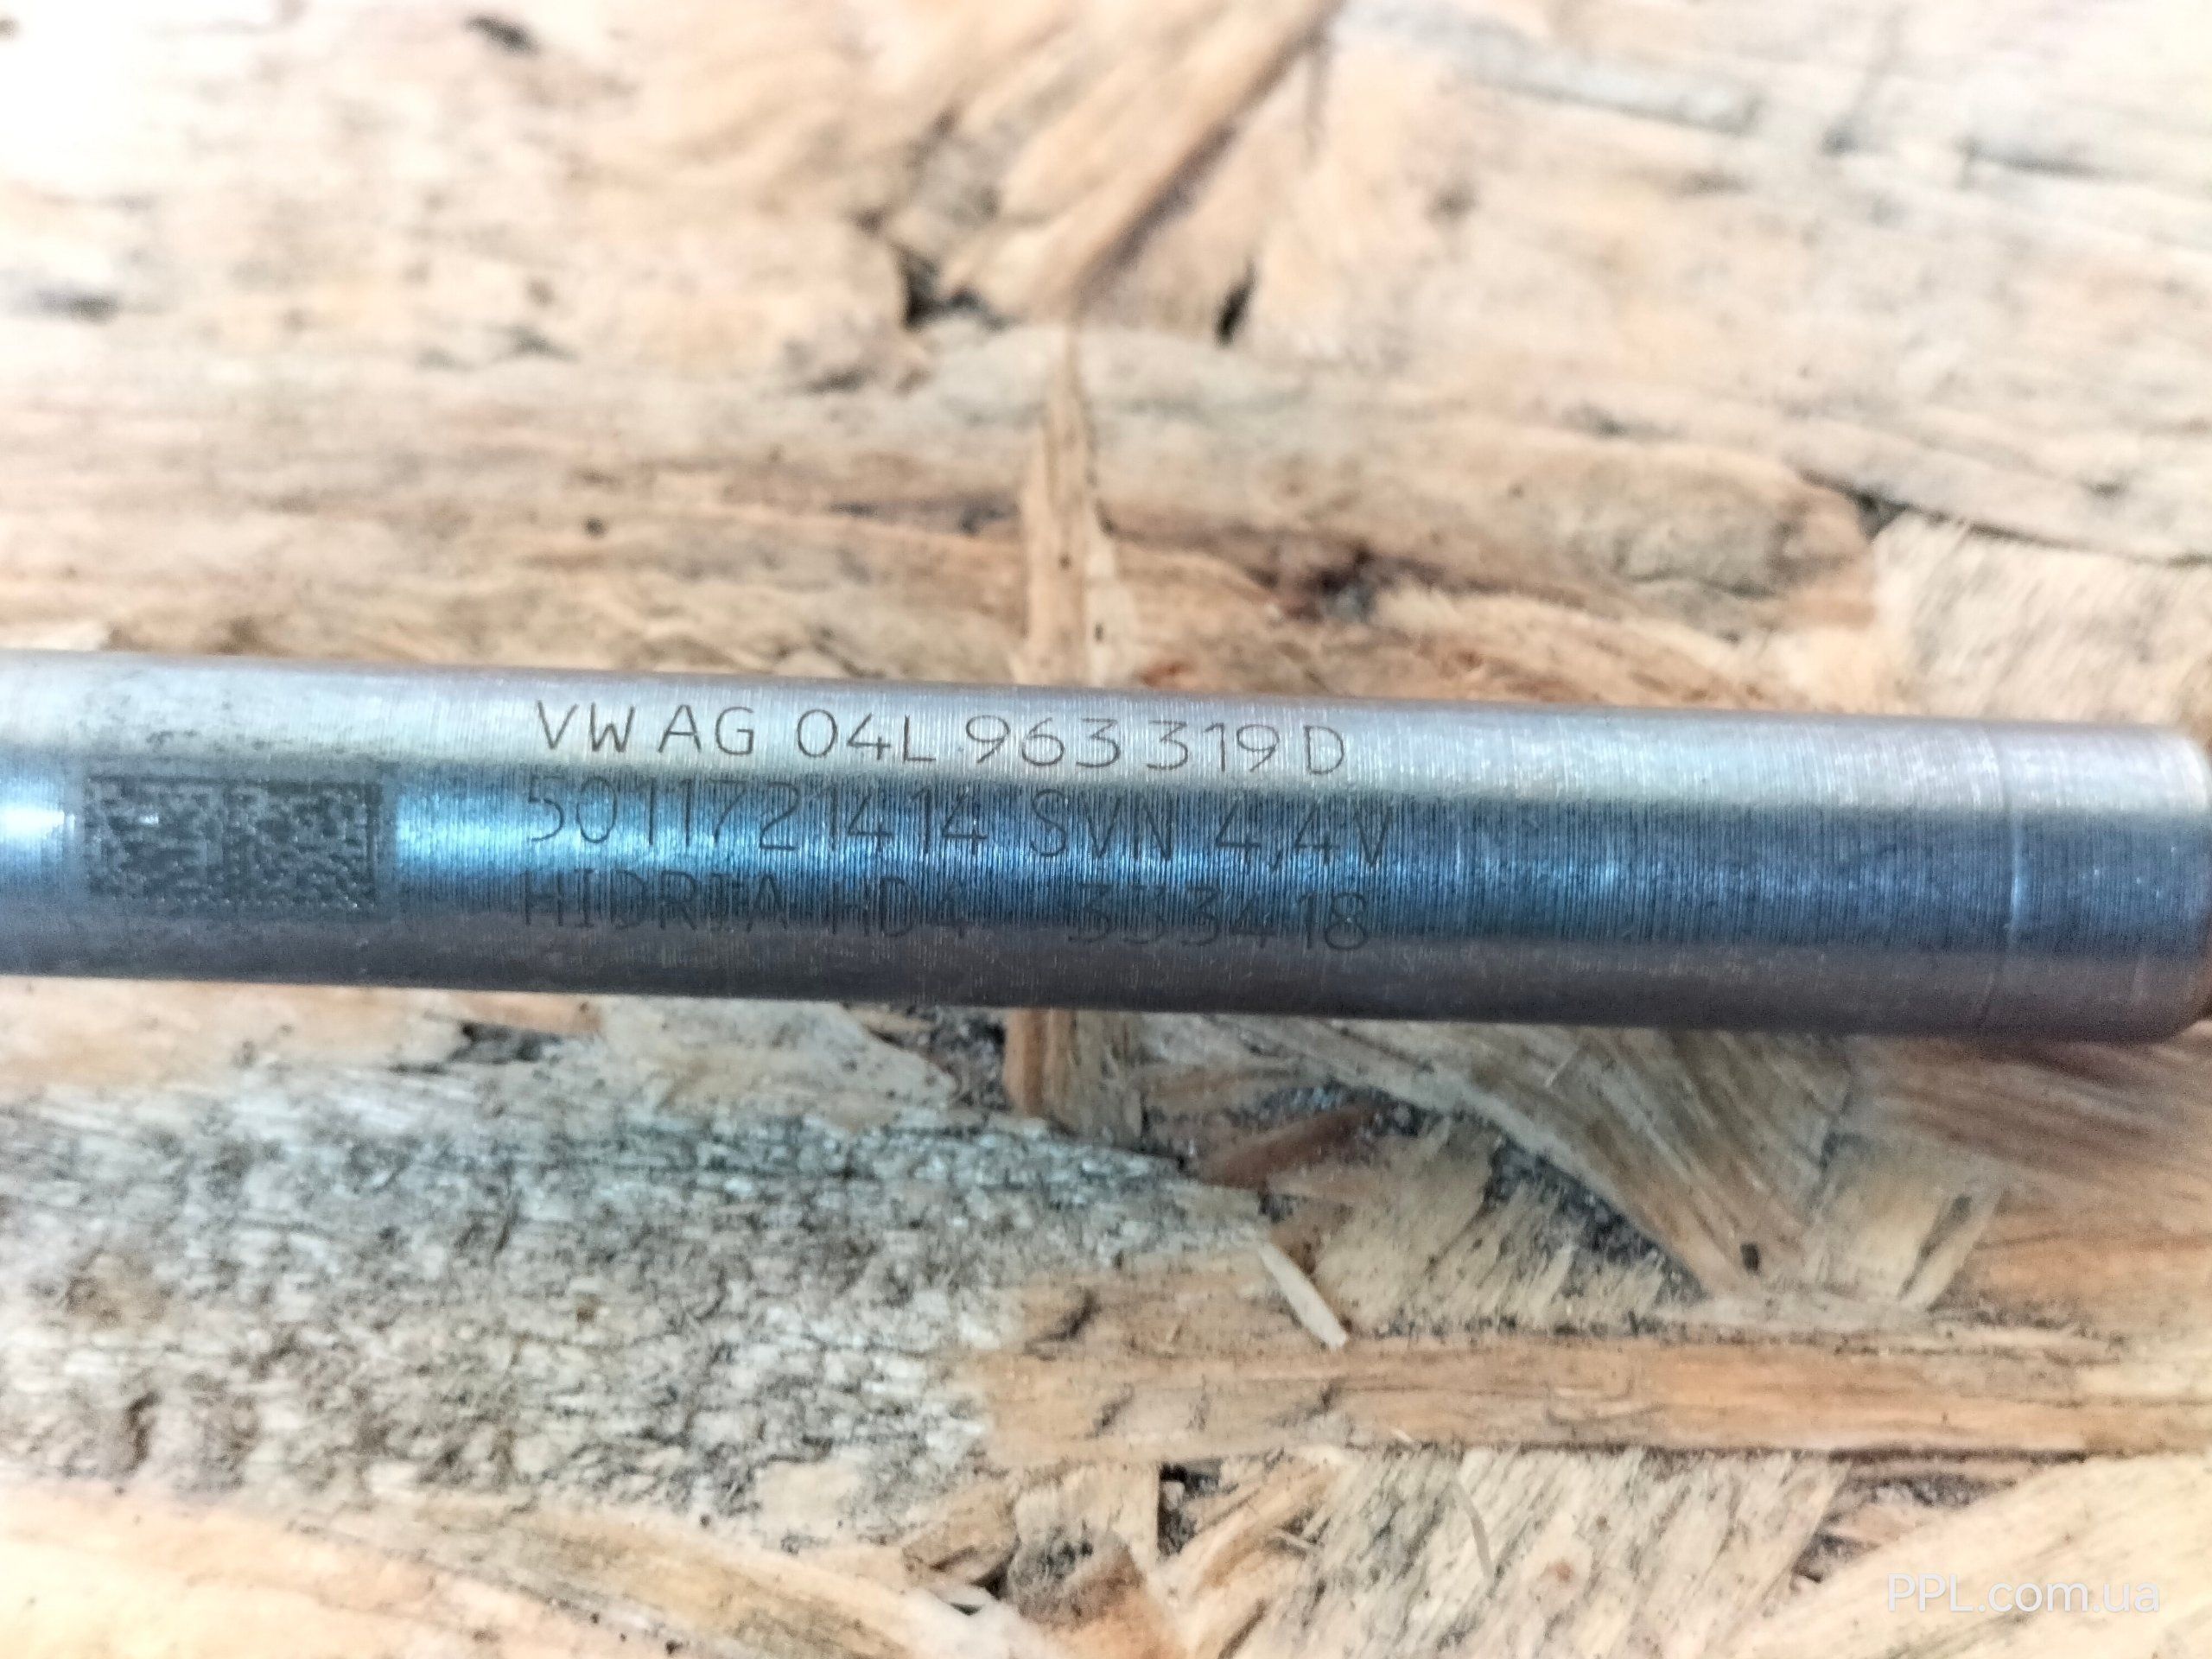 VW AG 04L 963 319 D
5011721414 SVN 4,4V
HIDRIA HD4 333418
PPL.com.ua